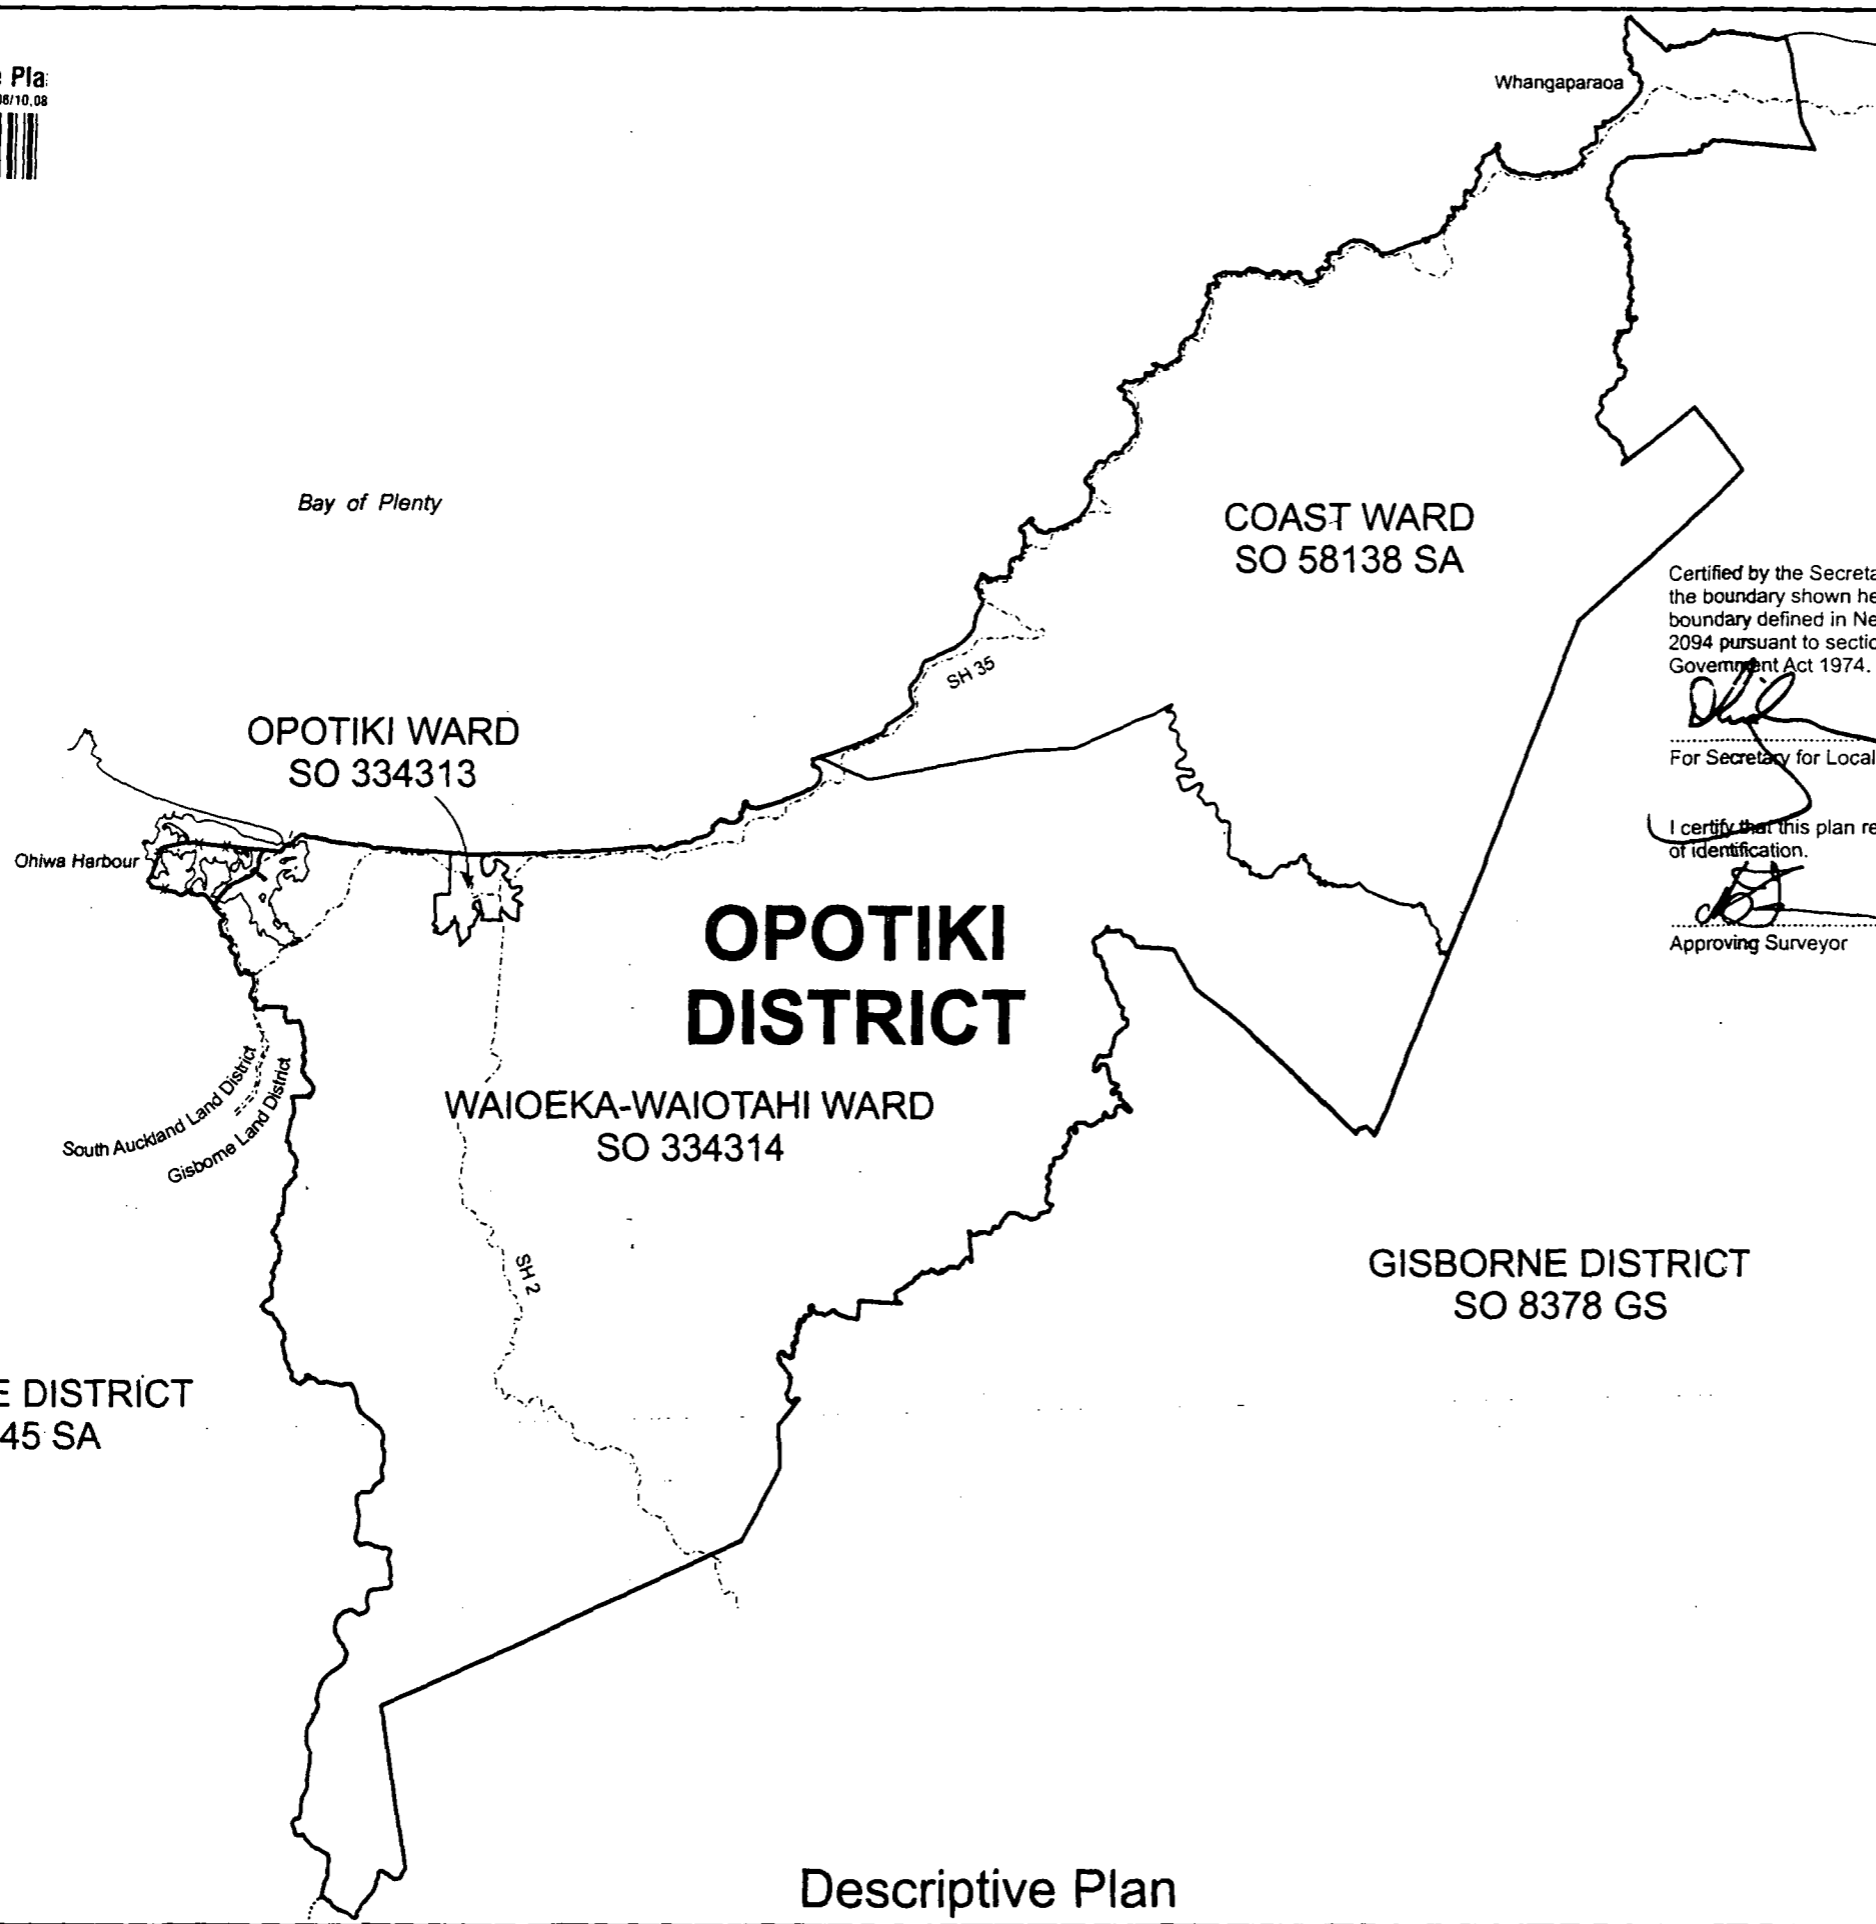 Pla
08/10,08
Whangaparaoa
Bay of Plenty
COAST WARD
SO 58138 SA
Certified by the Secreta
the boundary shown he
boundary defined in Ne
2094 pursuant to sectio
Government Act 1974.
For Secretary for Local
I certify that this plan re
of identification.
Approving Surveyor
SH 35
OPOTIKI WARD
SO 334313
Ohiwa Harbour
OPOTIKI
DISTRICT
South Auckland Land District
Gisborne Land District
WAIOEKA-WAIOTAHI WARD
SO 334314
SH 2
GISBORNE DISTRICT
SO 8378 GS
E DISTRICT
45 SA
Descriptive Plan